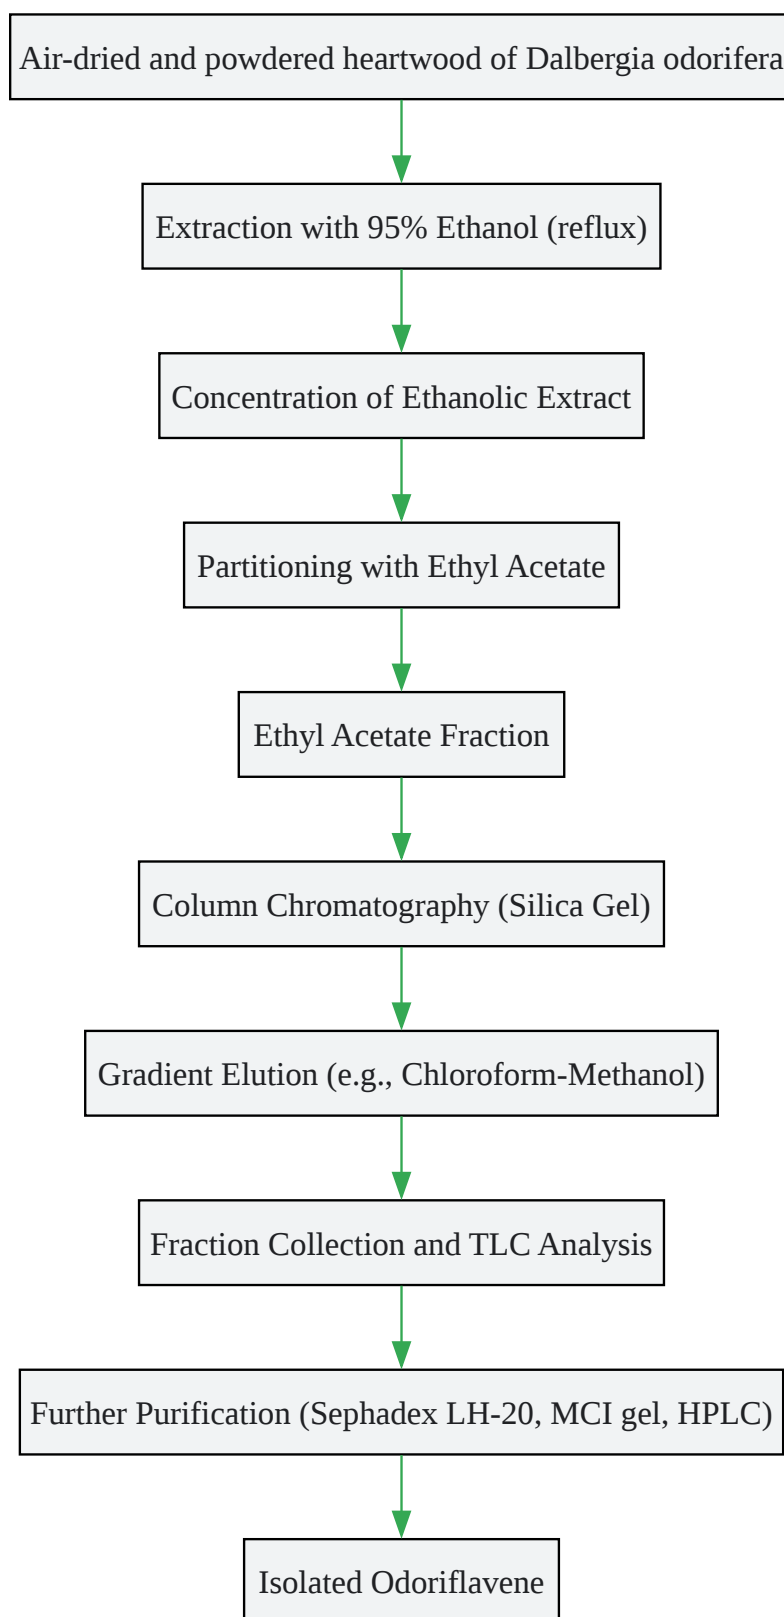 Air-dried and powdered heartwood of Dalbergia odorifera
Extraction with 95% Ethanol (reflux)
Concentration of Ethanolic Extract
Partitioning with Ethyl Acetate
Ethyl Acetate Fraction
Column Chromatography (Silica Gel)
Gradient Elution (e.g., Chloroform-Methanol)
Fraction Collection and TLC Analysis
Further Purification (Sephadex LH-20, MCI gel, HPLC)
Isolated Odoriflavene